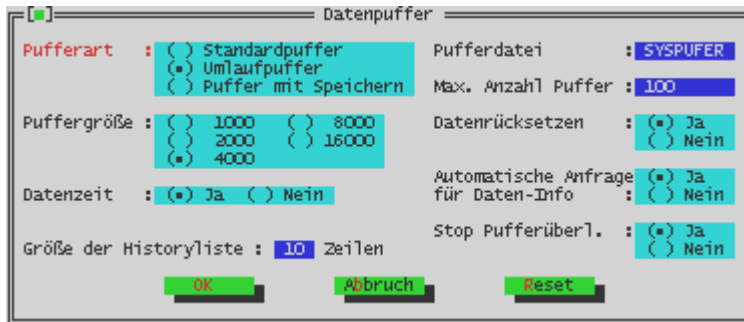 Datenpuffer
Pufferart : ( ) Standardpuffer
(•) Umlaufpuffer
( ) Puffer mit Speichern
Pufferdatei : SYSPUFER
Max. Anzahl Puffer : 100
Puffergröße : ( ) 1000 ( ) 8000
( ) 2000 ( ) 16000
(•) 4000
Datenrücksetzen : (•) Ja
( ) Nein
Datenzeit : (•) Ja ( ) Nein
Automatische Anfrage (•) Ja
für Daten-Info : ( ) Nein
Größe der Historyliste : 10 Zeilen
Stop Pufferüberl. : (•) Ja
( ) Nein
OK Abbruch Reset